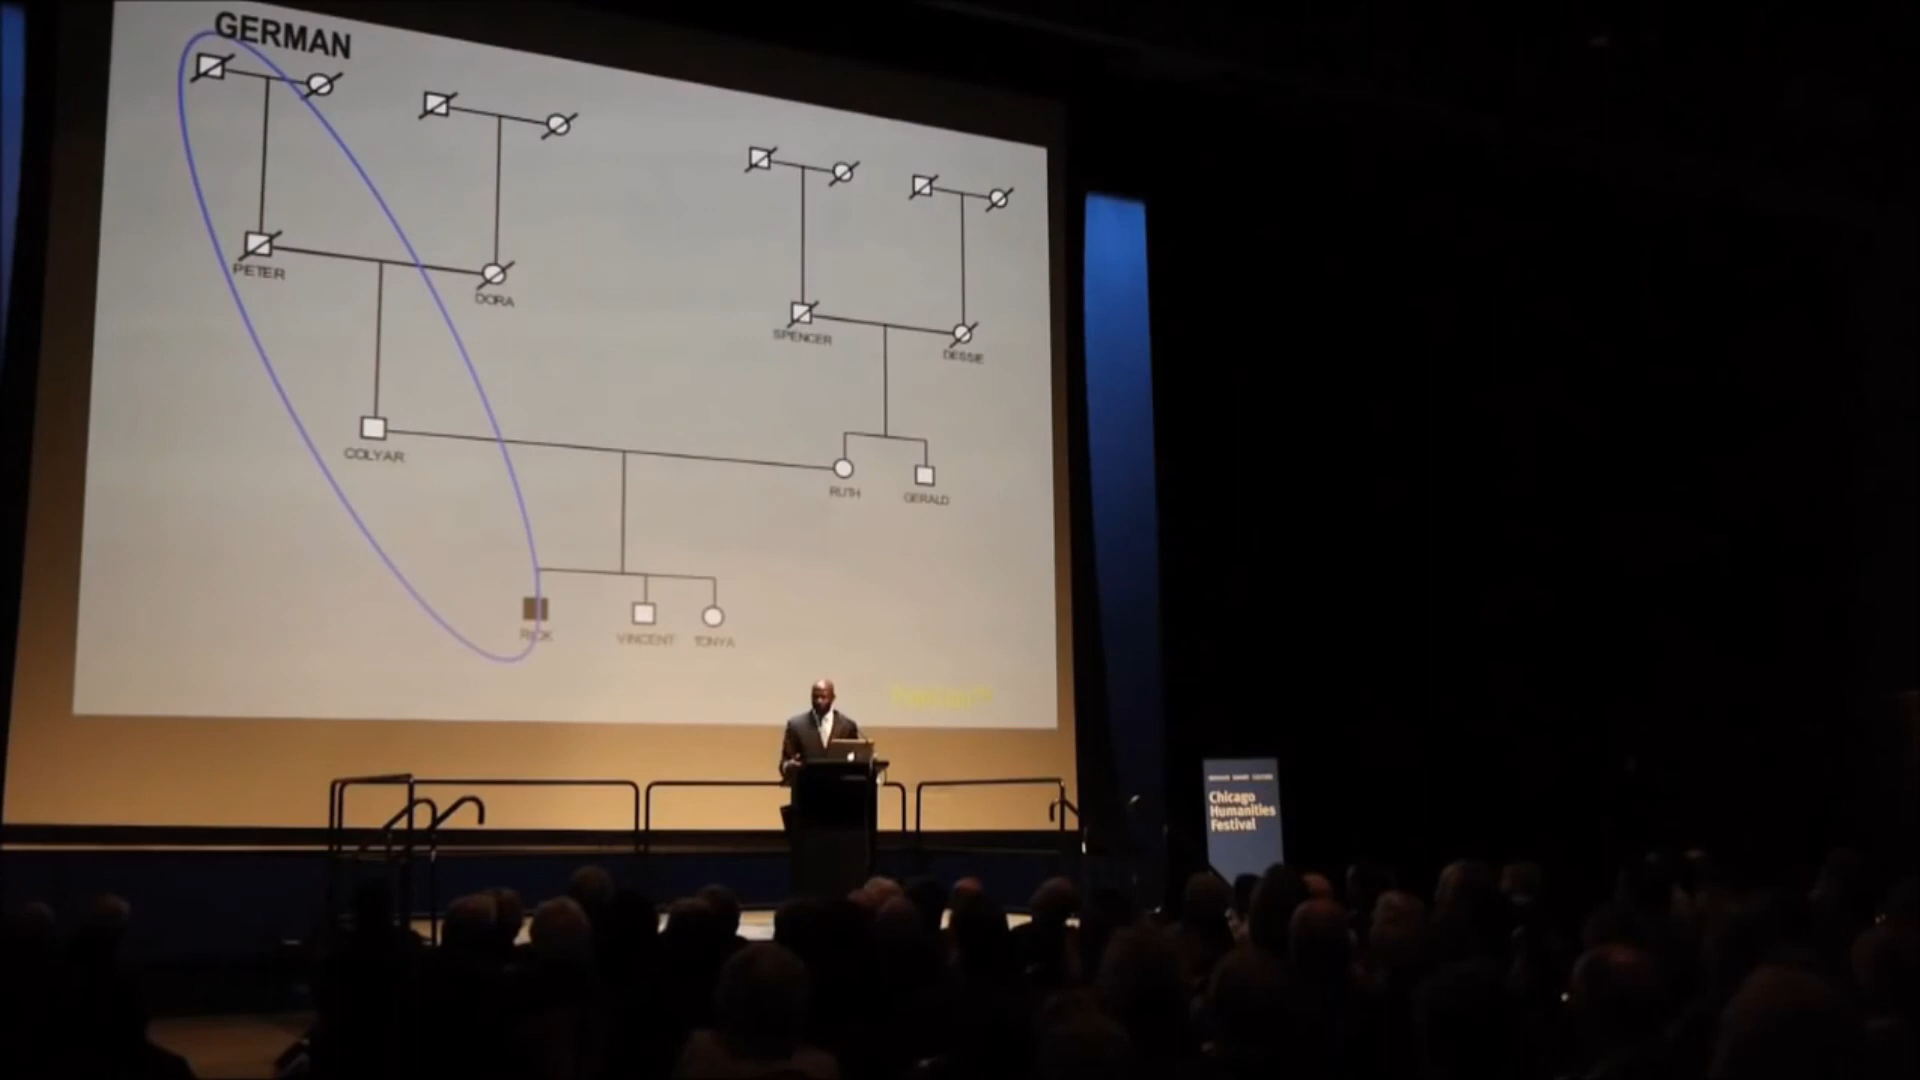 GERMAN
PETER
DORA
SPENCER
DESSIE
COLYAR
RUTH
GERALD
RICK
VINCENT
TONYA
Chicago
Humanities
Festival